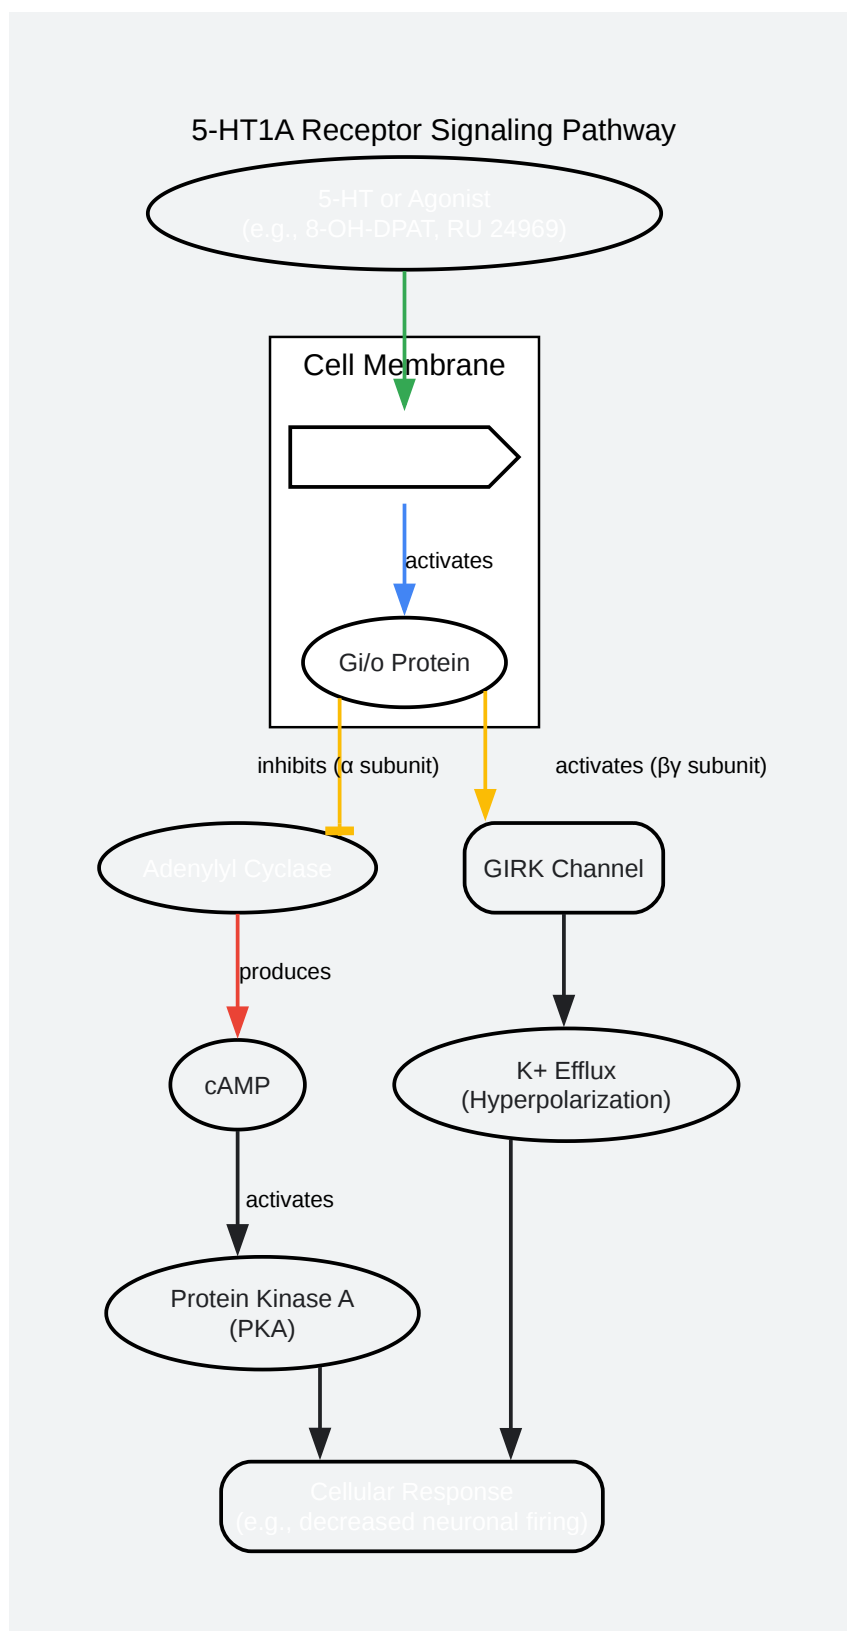 5-HT1A Receptor Signaling Pathway
5-HT or Agonist
(e.g., 8-OH-DPAT, RU 24969)
Cell Membrane
activates
Gi/o Protein
inhibits (α subunit)
activates (βγ subunit)
Adenylyl Cyclase
GIRK Channel
produces
cAMP
K+ Efflux
(Hyperpolarization)
activates
Protein Kinase A
(PKA)
Cellular Response
(e.g., decreased neuronal firing)